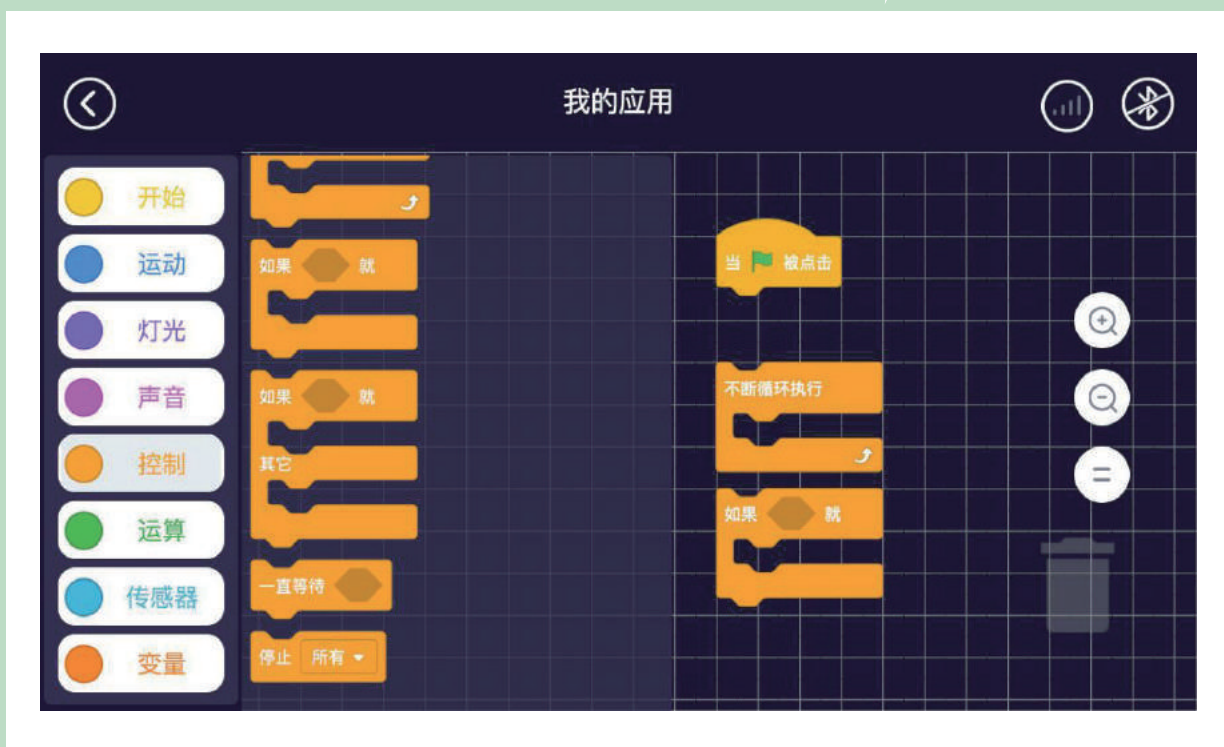 我的应用
开始
运动
灯光
声音
控制
运算
传感器
变量
如果 就
如果 就
其它
一直等待
停止 所有
当 被点击
不断循环执行
如果 就